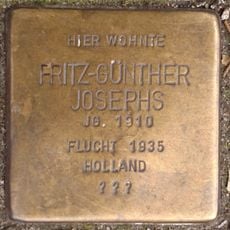 HIER WOHNTE
FRITZ-GÜNTHER
JOSEPHS
JG. 1910
FLUCHT 1935
HOLLAND
???